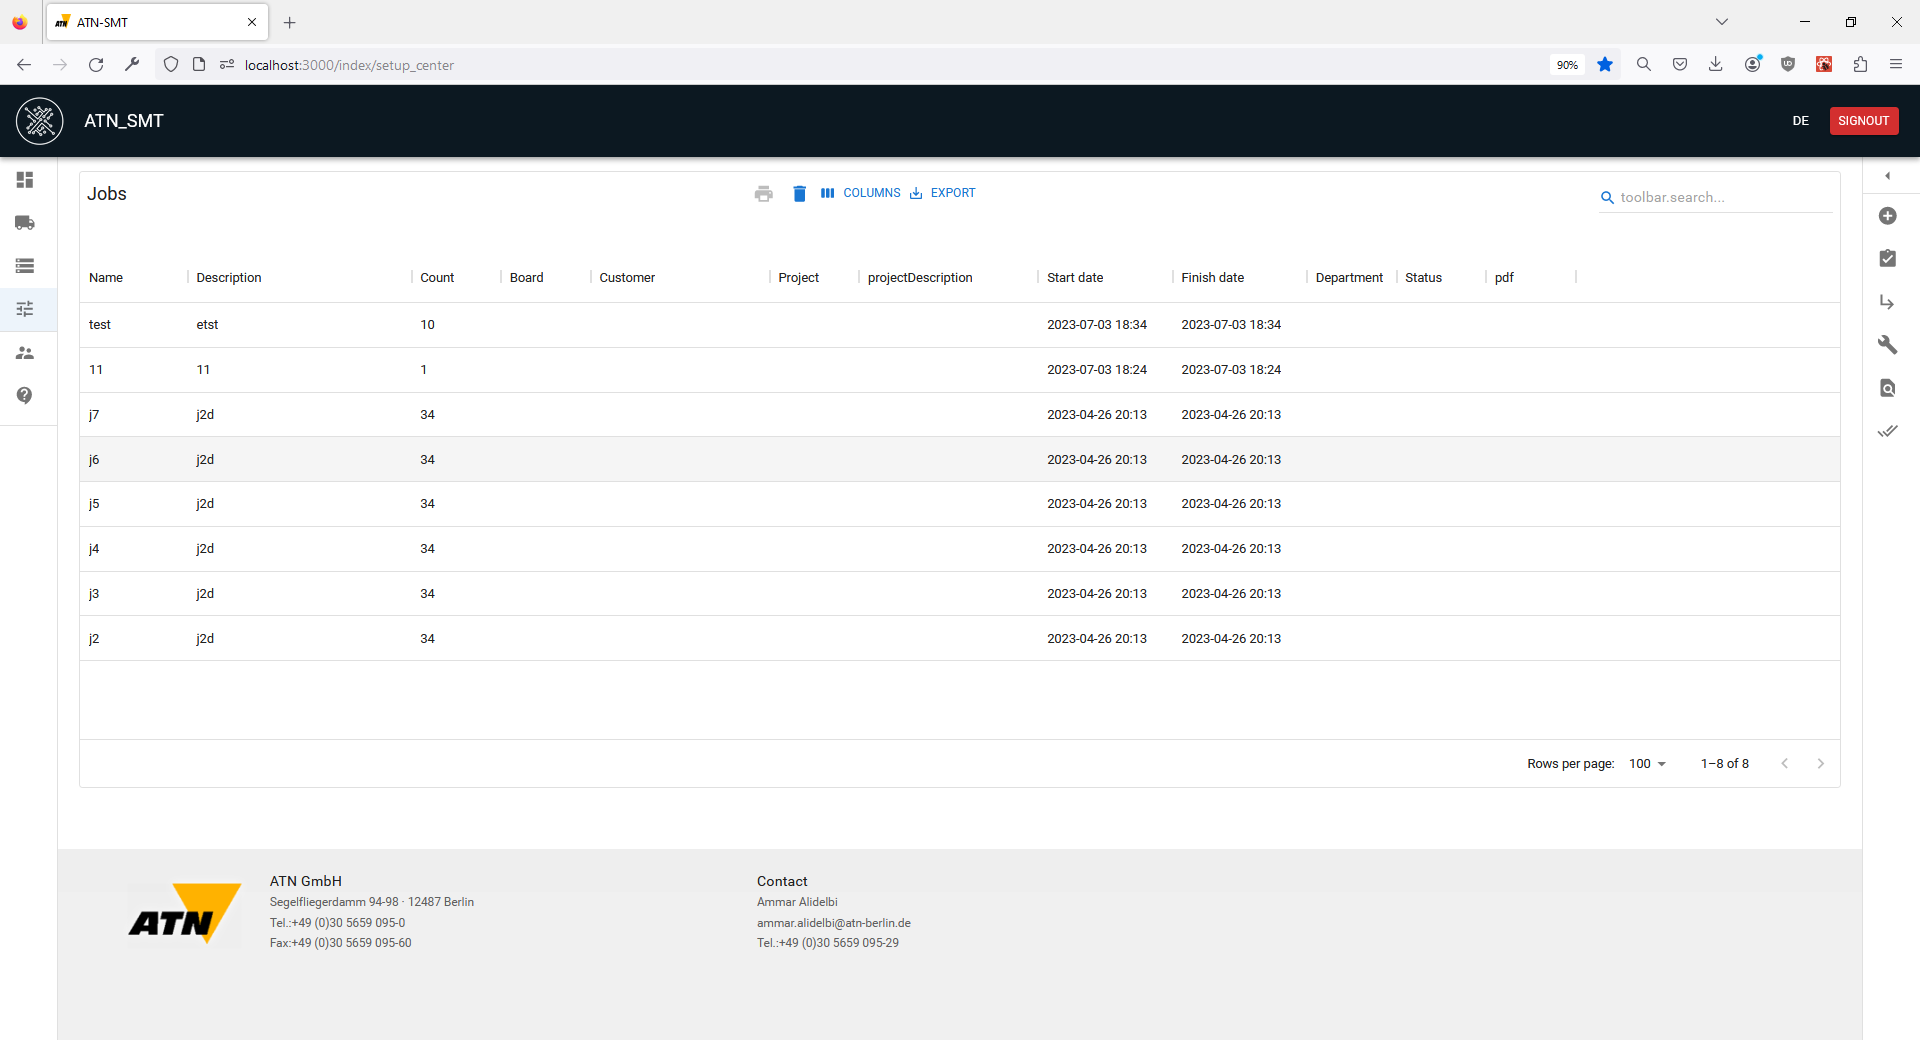 ATN-SMT
localhost:3000/index/setup_center
90%
ATN_SMT
DE
SIGNOUT
Jobs
COLUMNS
EXPORT
toolbar.search...
Name Description Count Board Customer Project projectDescription Start date Finish date Department Status pdf
test etst 10 2023-07-03 18:34 2023-07-03 18:34
11 11 1 2023-07-03 18:24 2023-07-03 18:24
j7 j2d 34 2023-04-26 20:13 2023-04-26 20:13
j6 j2d 34 2023-04-26 20:13 2023-04-26 20:13
j5 j2d 34 2023-04-26 20:13 2023-04-26 20:13
j4 j2d 34 2023-04-26 20:13 2023-04-26 20:13
j3 j2d 34 2023-04-26 20:13 2023-04-26 20:13
j2 j2d 34 2023-04-26 20:13 2023-04-26 20:13
Rows per page: 100 1–8 of 8
ATN
ATN GmbH
Segelfliegerdamm 94-98 · 12487 Berlin
Tel.:+49 (0)30 5659 095-0
Fax:+49 (0)30 5659 095-60
Contact
Ammar Alidelbi
ammar.alidelbi@atn-berlin.de
Tel.:+49 (0)30 5659 095-29